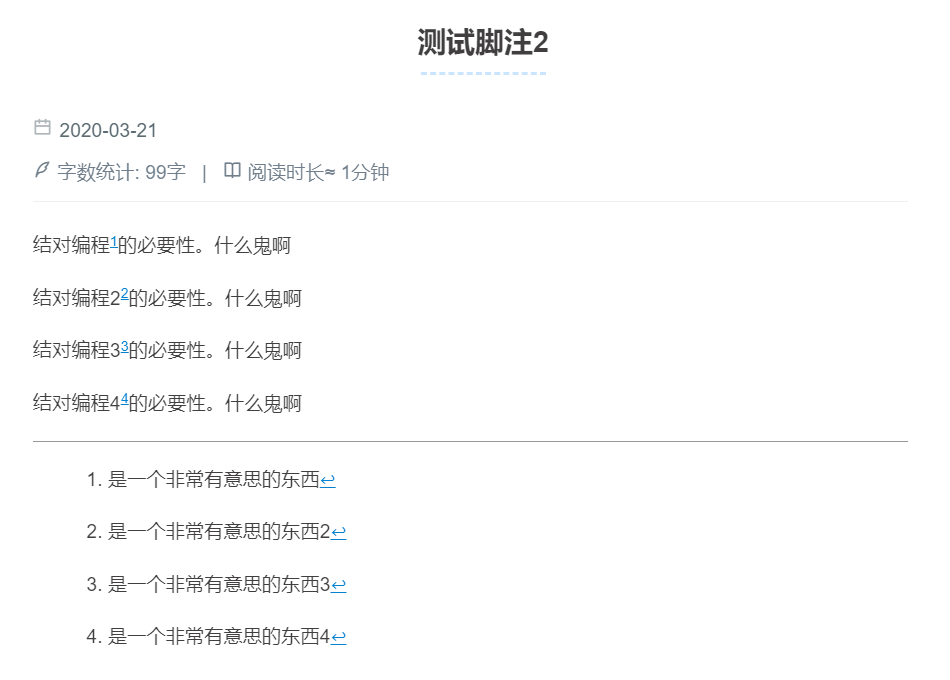 测试脚注2
2020-03-21
字数统计: 99字 | 阅读时长≈ 1分钟
结对编程1的必要性。什么鬼啊
结对编程22的必要性。什么鬼啊
结对编程33的必要性。什么鬼啊
结对编程44的必要性。什么鬼啊
1. 是一个非常有意思的东西↩
2. 是一个非常有意思的东西2↩
3. 是一个非常有意思的东西3↩
4. 是一个非常有意思的东西4↩